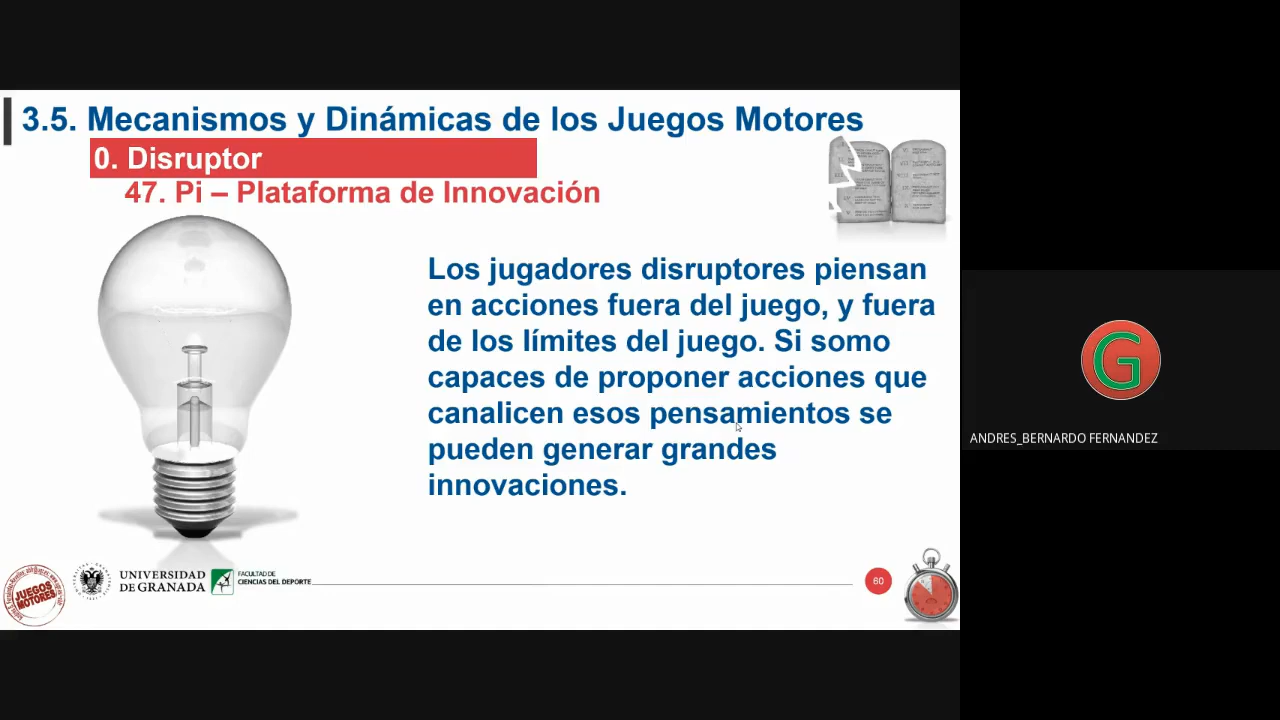 3.5. Mecanismos y Dinámicas de los Juegos Motores
0. Disruptor
47. Pi – Plataforma de Innovación
Los jugadores disruptores piensan
en acciones fuera del juego, y fuera
de los límites del juego. Si somo
capaces de proponer acciones que
canalicen esos pensamientos se
pueden generar grandes
innovaciones.
JUEGOS
MOTORES
UNIVERSIDAD
DE GRANADA
FACULTAD DE
CIENCIAS DEL DEPORTE
60
G
ANDRES_BERNARDO FERNANDEZ